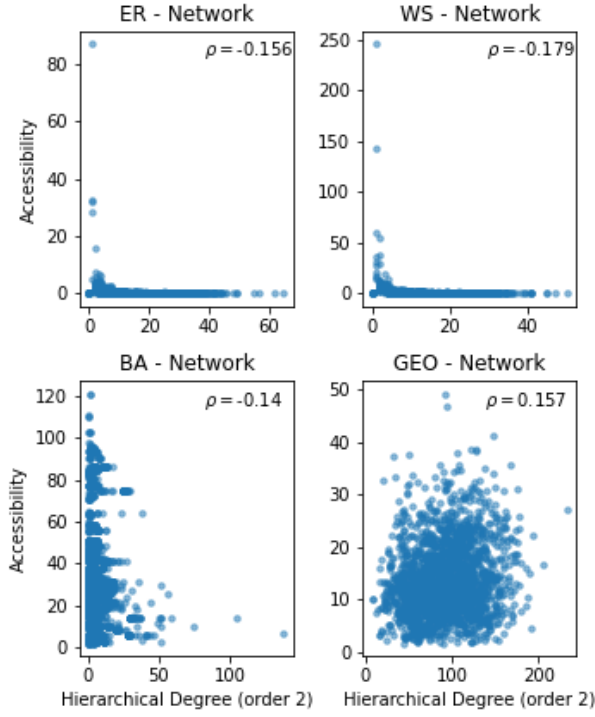 ER - Network
ρ = -0.156
80
60
40
20
0
0 20 40 60
Accessibility
WS - Network
ρ = -0.179
250
200
150
100
50
0
0 20 40
BA - Network
ρ = -0.14
120
100
80
60
40
20
0
0 50 100
Accessibility
Hierarchical Degree (order 2)
GEO - Network
ρ = 0.157
50
40
30
20
10
0
0 100 200
Hierarchical Degree (order 2)